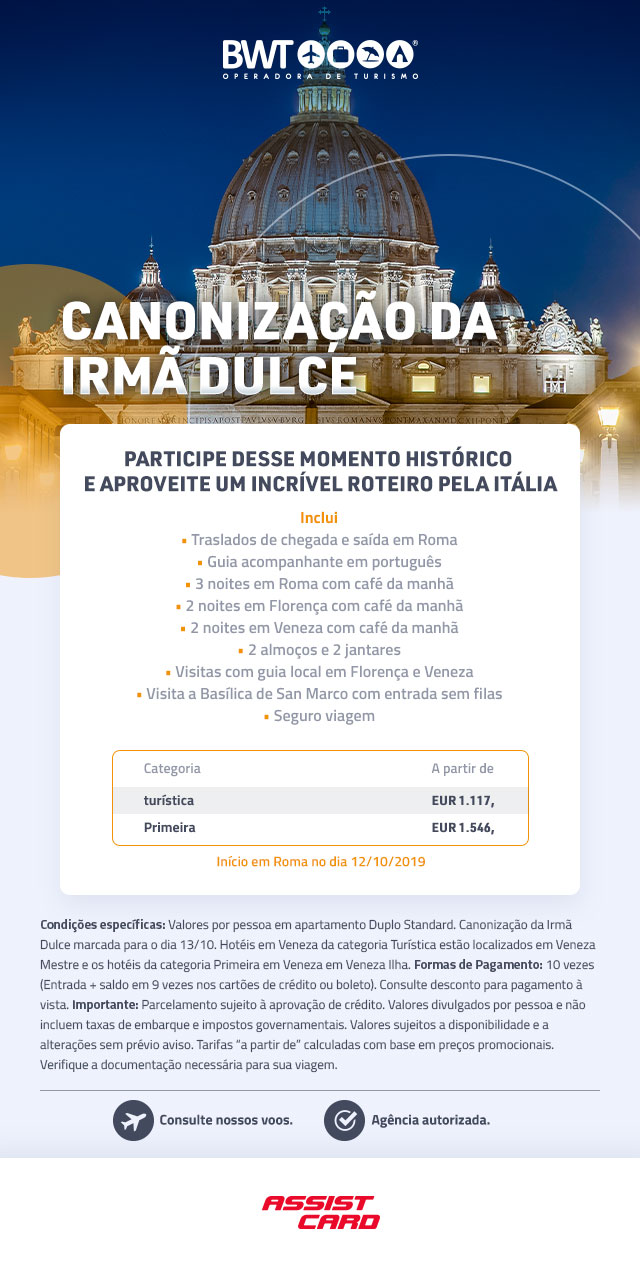 BWT
OPERADORA DE TURISMO
CANONIZAÇÃO DA
IRMÃ DULCE
PARTICIPE DESSE MOMENTO HISTÓRICO
E APROVEITE UM INCRÍVEL ROTEIRO PELA ITÁLIA
Inclui
• Traslados de chegada e saída em Roma
• Guia acompanhante em português
• 3 noites em Roma com café da manhã
• 2 noites em Florença com café da manhã
• 2 noites em Veneza com café da manhã
• 2 almoços e 2 jantares
• Visitas com guia local em Florença e Veneza
• Visita a Basílica de San Marco com entrada sem filas
• Seguro viagem
Categoria A partir de
turística EUR 1.117,
Primeira EUR 1.546,
Início em Roma no dia 12/10/2019
Condições específicas: Valores por pessoa em apartamento Duplo Standard. Canonização da Irmã
Dulce marcada para o dia 13/10. Hotéis em Veneza da categoria Turística estão localizados em Veneza
Mestre e os hotéis da categoria Primeira em Veneza em Veneza Ilha. Formas de Pagamento: 10 vezes
(Entrada + saldo em 9 vezes nos cartões de crédito ou boleto). Consulte desconto para pagamento à
vista. Importante: Parcelamento sujeito à aprovação de crédito. Valores divulgados por pessoa e não
incluem taxas de embarque e impostos governamentais. Valores sujeitos a disponibilidade e a
alterações sem prévio aviso. Tarifas “a partir de” calculadas com base em preços promocionais.
Verifique a documentação necessária para sua viagem.
Consulte nossos voos. Agência autorizada.
ASSIST
CARD